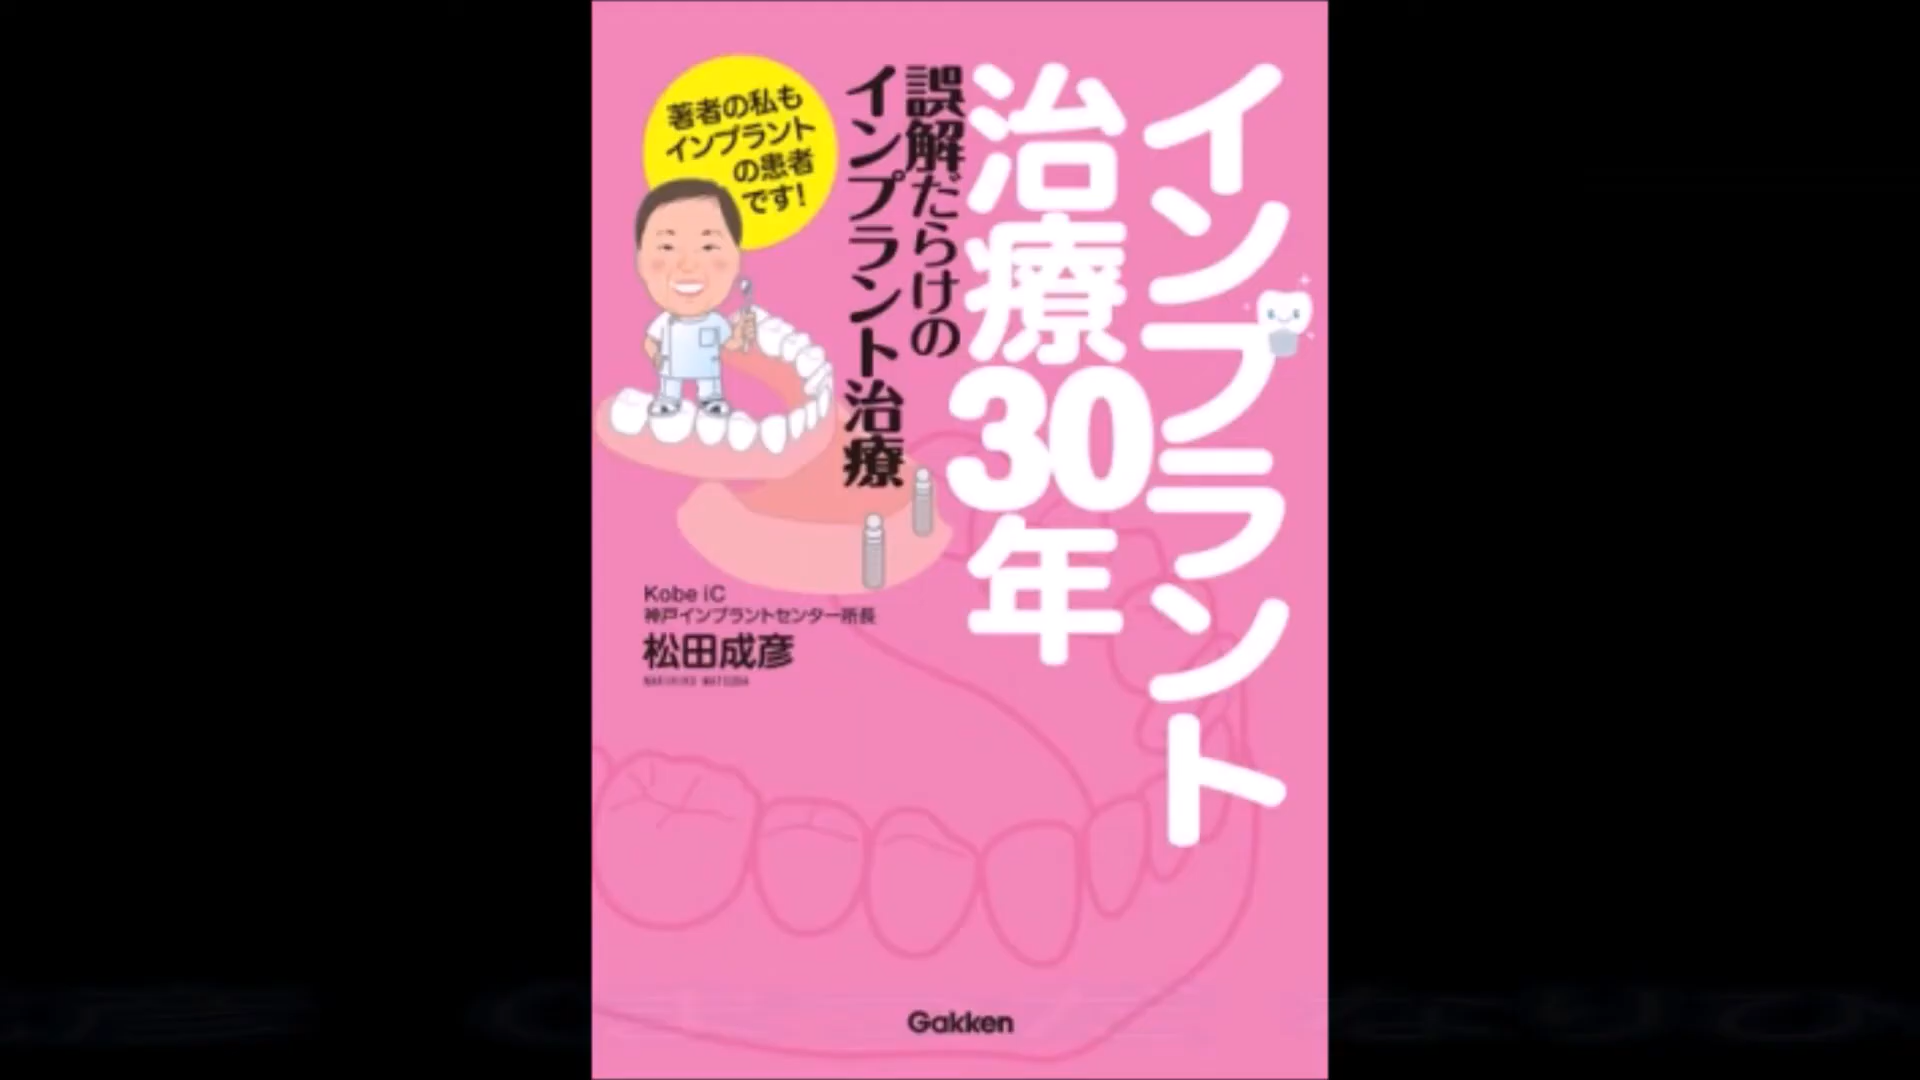 インプラント
治療30年
誤解だらけの
インプラント治療
著者の私も
インプラント
の患者
です!
Kobe iC
神戸インプラントセンター所長
松田成彦
NARIHIKO MATSUDA
Gakken